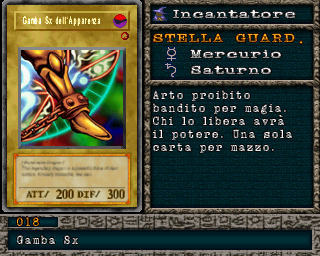 Gamba Sx dell'Apparenza
ATT/ 200 DIF/ 300
Incantatore
STELLA GUARD.
Mercurio
Saturno
Arto proibito
bandito per magia.
Chi lo libera avrà
il potere. Una sola
carta per mazzo.
018
Gamba Sx